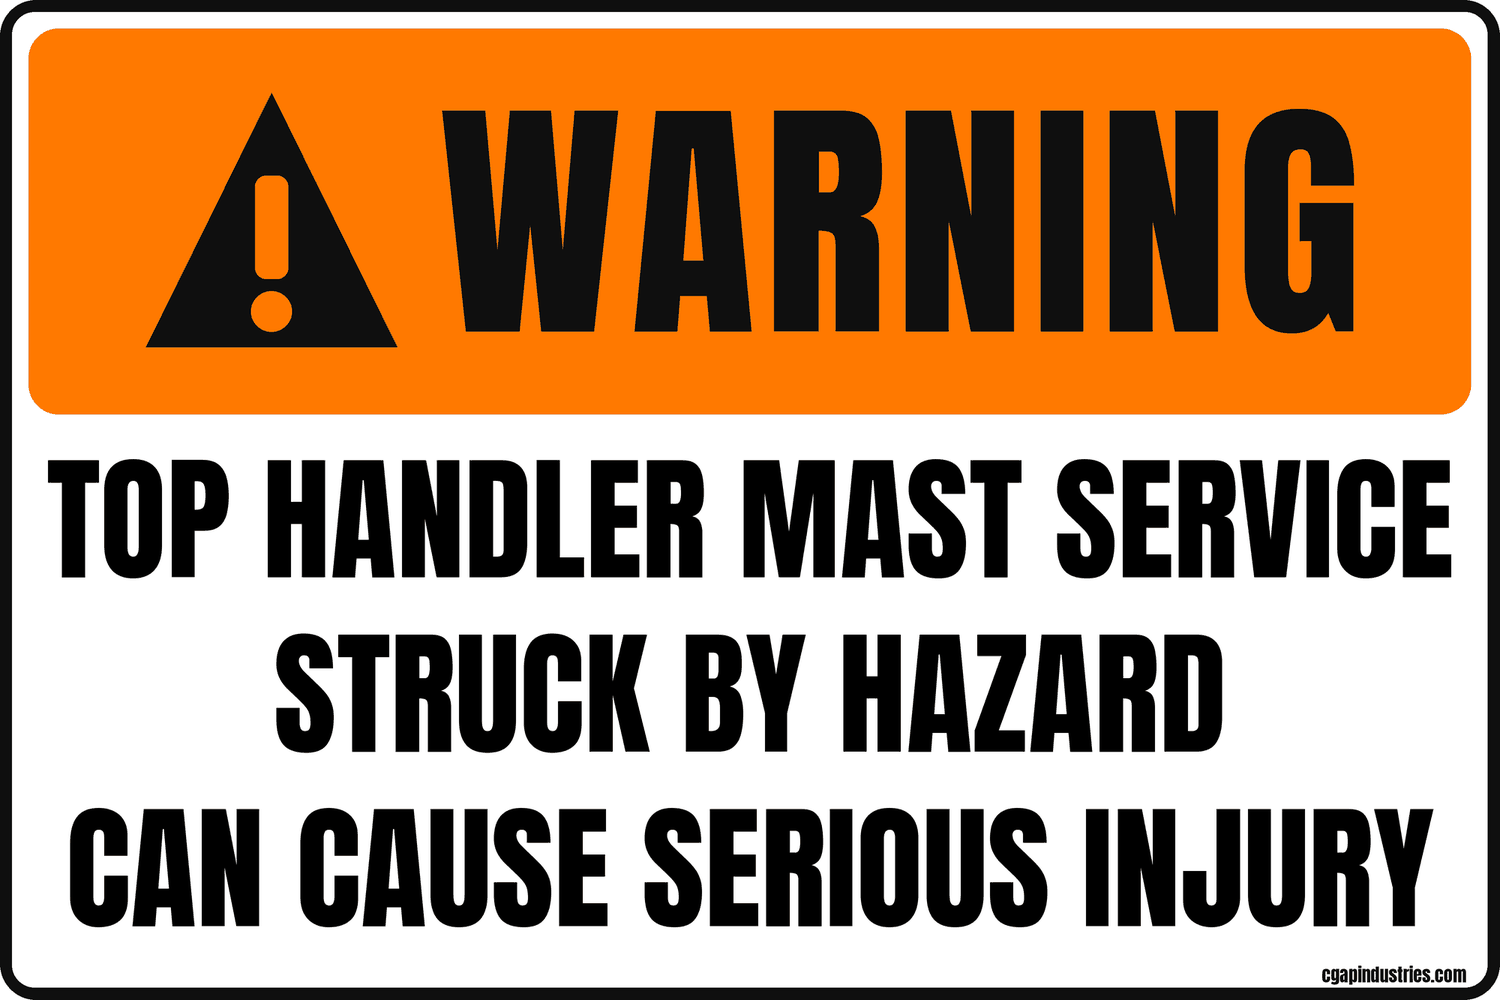 WARNING
TOP HANDLER MAST SERVICE
STRUCK BY HAZARD
CAN CAUSE SERIOUS INJURY
cgapindustries.com